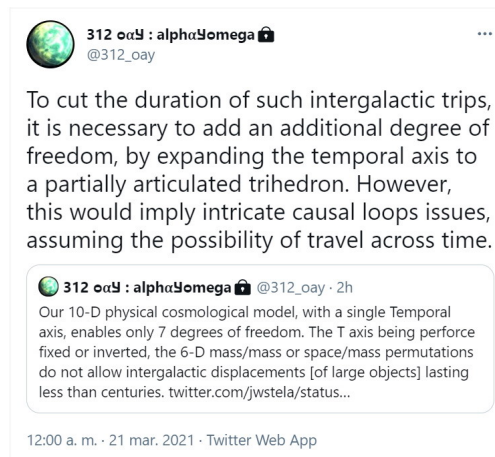 312 oαყ : alphαყomega
@312_oay
To cut the duration of such intergalactic trips,
it is necessary to add an additional degree of
freedom, by expanding the temporal axis to
a partially articulated trihedron. However,
this would imply intricate causal loops issues,
assuming the possibility of travel across time.
312 oαყ : alphαყomega @312_oay · 2h
Our 10-D physical cosmological model, with a single Temporal
axis, enables only 7 degrees of freedom. The T axis being perforce
fixed or inverted, the 6-D mass/mass or space/mass permutations
do not allow intergalactic displacements [of large objects] lasting
less than centuries. twitter.com/jwstela/status...
12:00 a. m. · 21 mar. 2021 · Twitter Web App